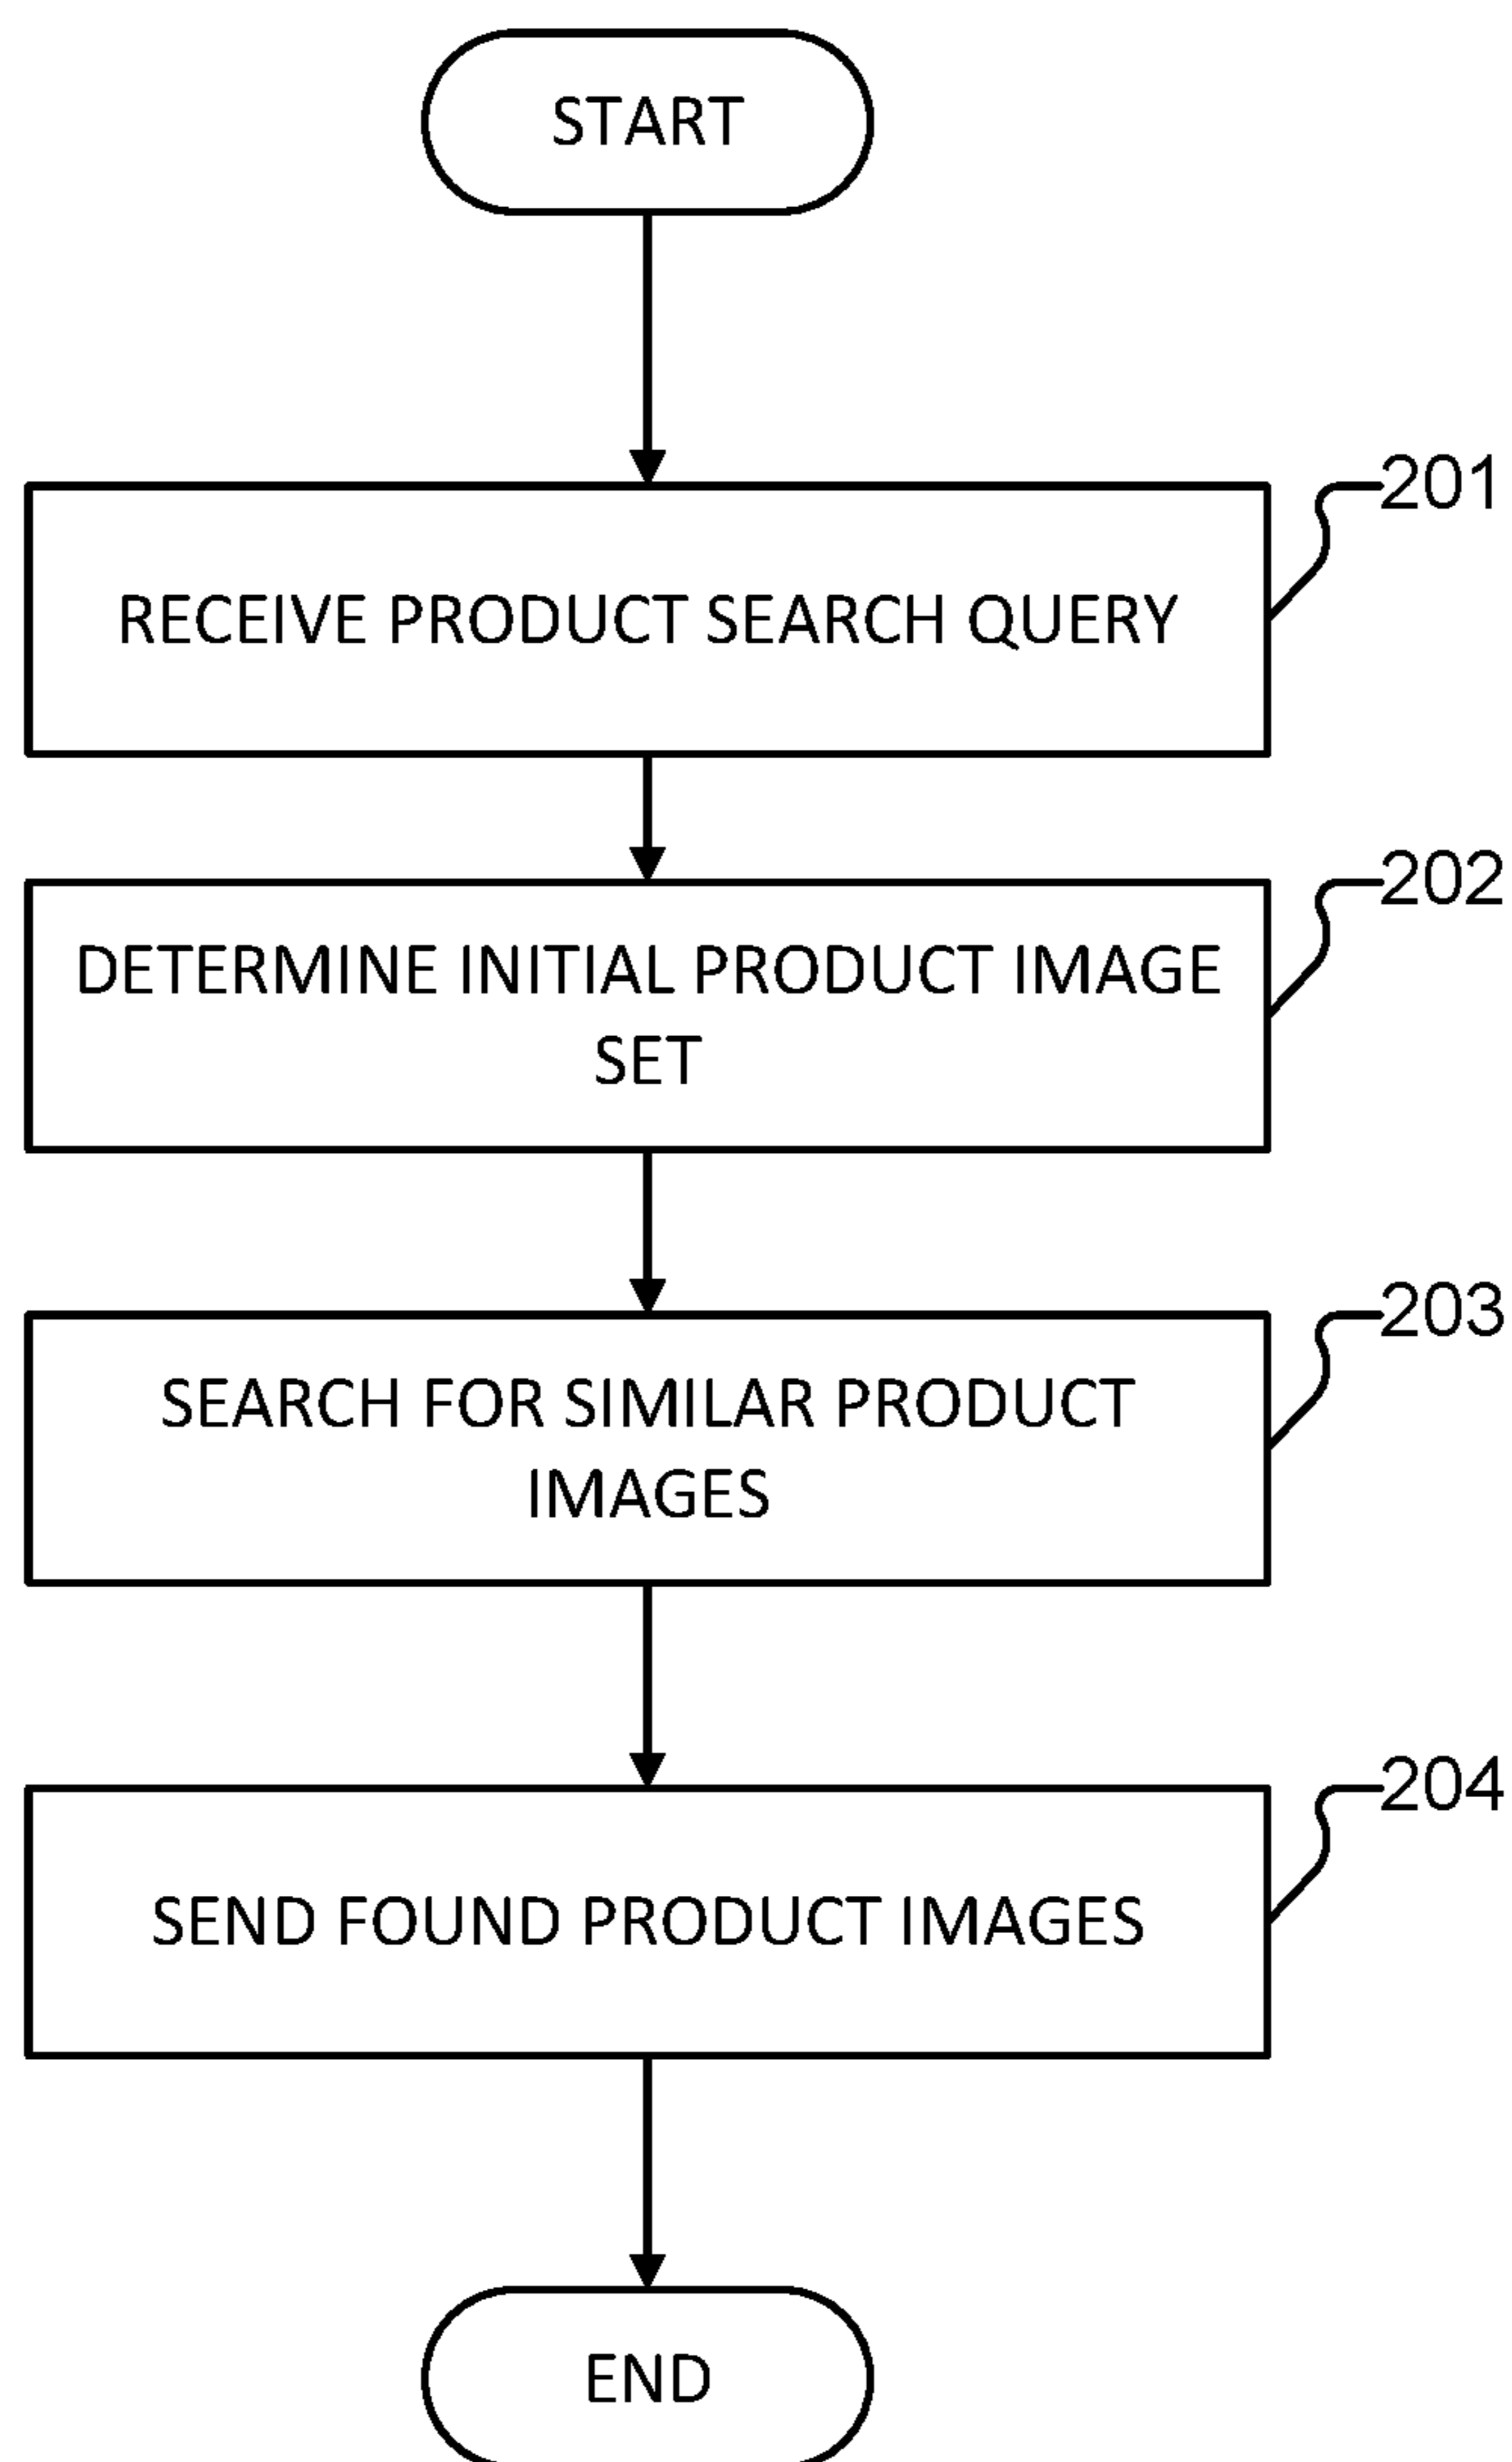 START
201
RECEIVE PRODUCT SEARCH QUERY
202
DETERMINE INITIAL PRODUCT IMAGE
SET
203
SEARCH FOR SIMILAR PRODUCT
IMAGES
204
SEND FOUND PRODUCT IMAGES
END